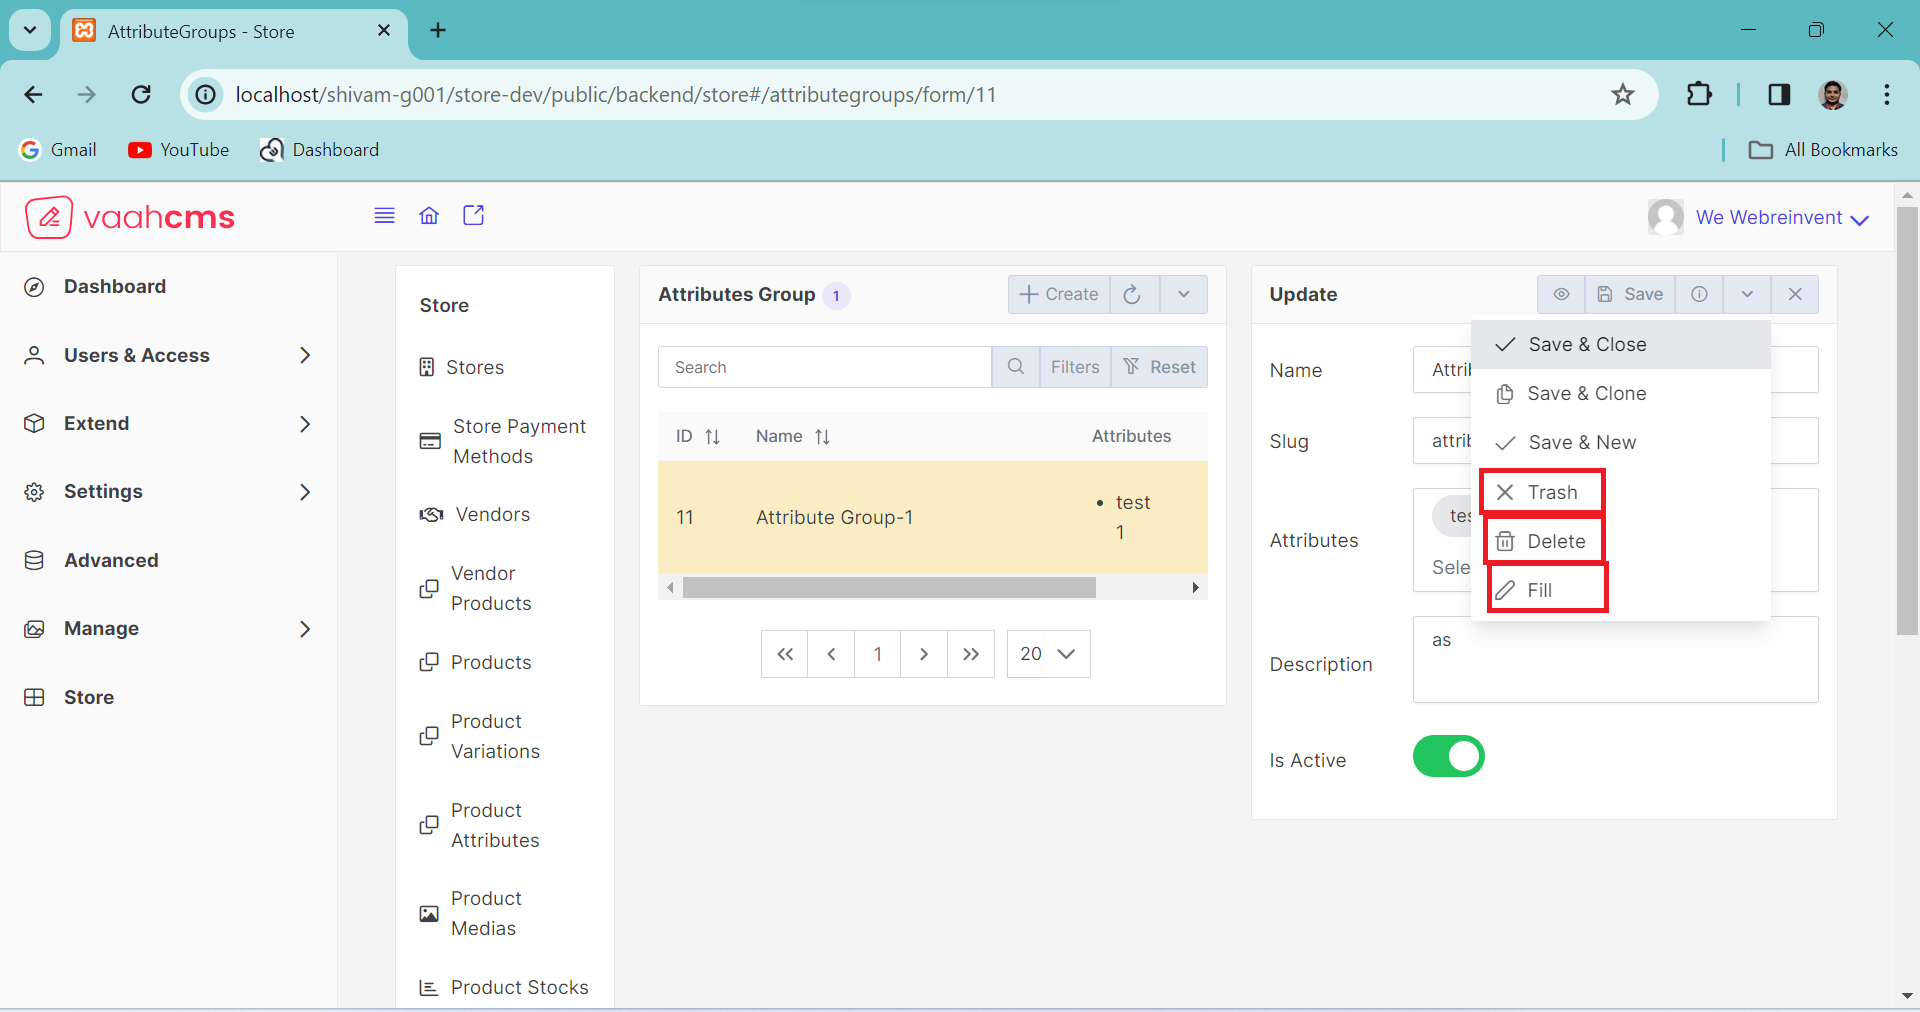 AttributeGroups - Store
localhost/shivam-g001/store-dev/public/backend/store#/attributegroups/form/11
Gmail
YouTube
Dashboard
All Bookmarks
vaahcms
We Webreinvent
Dashboard
Users & Access
Extend
Settings
Advanced
Manage
Store
Store
Stores
Store Payment
Methods
Vendors
Vendor
Products
Products
Product
Variations
Product
Attributes
Product
Medias
Product Stocks
Attributes Group 1
Create
Search
Filters
Reset
ID Name Attributes
11 Attribute Group-1 test
1
1
20
Update
Save
Name
Attri
Slug
attrib
Attributes
tes
Sele
Description
as
Is Active
Save & Close
Save & Clone
Save & New
Trash
Delete
Fill